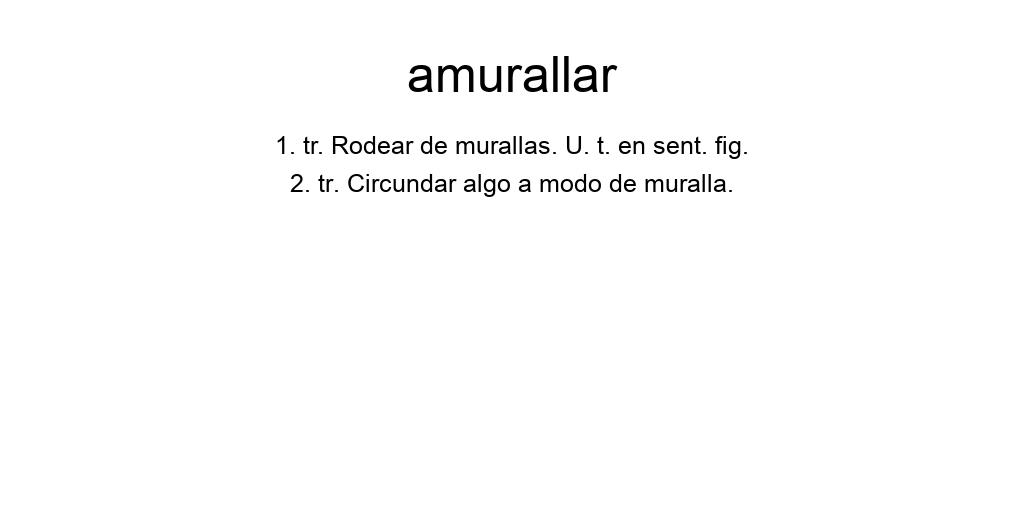 amurallar
1. tr. Rodear de murallas. U. t. en sent. fig.
2. tr. Circundar algo a modo de muralla.